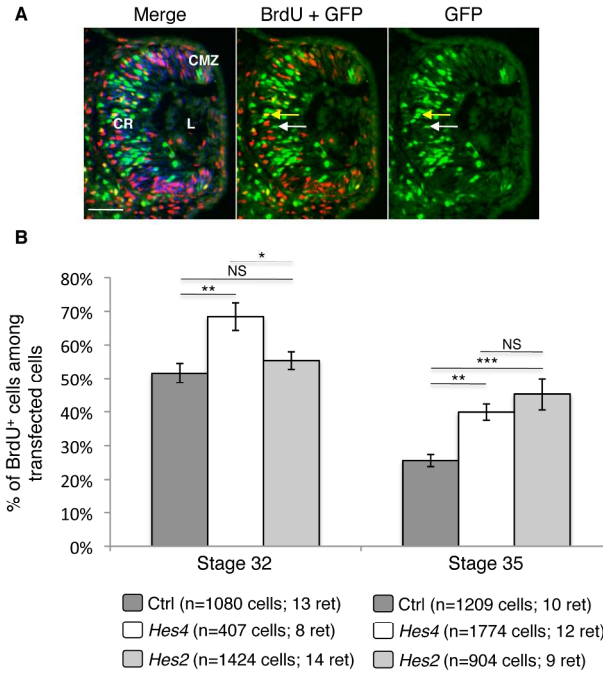 A
Merge BrdU + GFP GFP
CMZ
CR L
B
% of BrdU+ cells among transfected cells
80%
70%
60%
50%
40%
30%
20%
10%
0%
*
NS
**
NS
***
**
Stage 32 Stage 35
Ctrl (n=1080 cells; 13 ret) Ctrl (n=1209 cells; 10 ret)
Hes4 (n=407 cells; 8 ret) Hes4 (n=1774 cells; 12 ret)
Hes2 (n=1424 cells; 14 ret) Hes2 (n=904 cells; 9 ret)